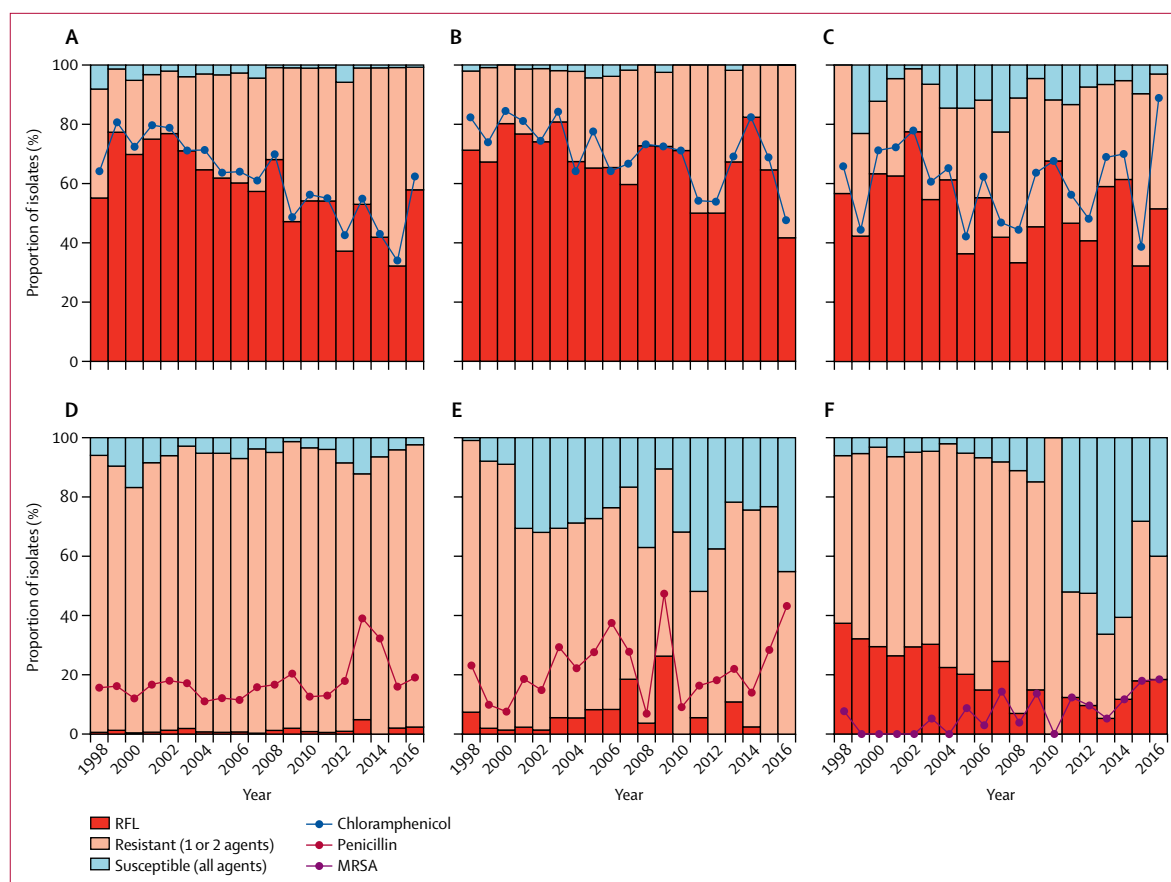 A
B
C
Proportion of isolates (%)
100
80
60
40
20
0
D
E
F
Proportion of isolates (%)
100
80
60
40
20
0
1998 2000 2002 2004 2006 2008 2010 2012 2014 2016
1998 2000 2002 2004 2006 2008 2010 2012 2014 2016
1998 2000 2002 2004 2006 2008 2010 2012 2014 2016
Year
Year
Year
RFL
Resistant (1 or 2 agents)
Susceptible (all agents)
Chloramphenicol
Penicillin
MRSA